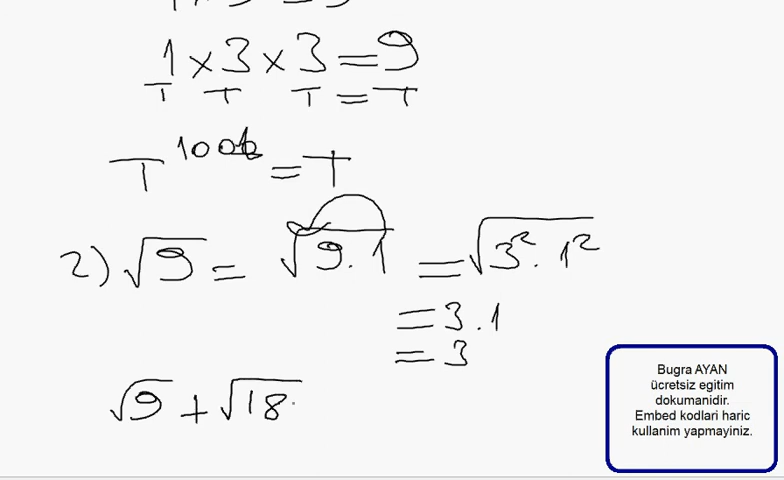 1 × 3 × 3 = 9
T T T = T
T = T
2) √9 = √9.1 = √3².1²
= 3.1
= 3
√9 + √18
Bugra AYAN
ücretsiz egitim
dokumanidir.
Embed kodlari haric
kullanim yapmayiniz.